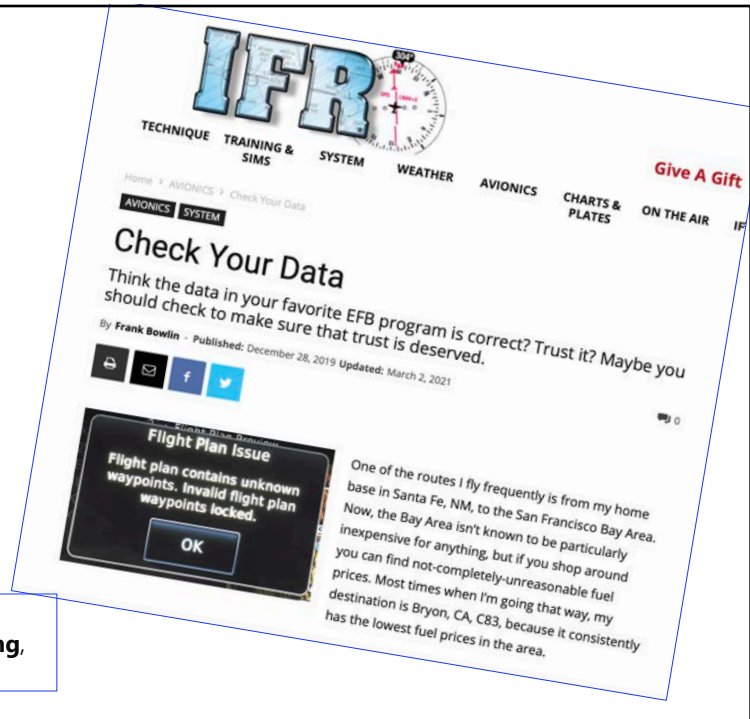 IFR
304°
TECHNIQUE TRAINING & SIMS SYSTEM WEATHER AVIONICS CHARTS & PLATES ON THE AIR IF
Give A Gift
Home > AVIONICS > Check Your Data
AVIONICS SYSTEM
Check Your Data
Think the data in your favorite EFB program is correct? Trust it? Maybe you
should check to make sure that trust is deserved.
By Frank Bowlin - Published: December 28, 2019 Updated: March 2, 2021
0
Flight Plan Preview
Flight Plan Issue
Flight plan contains unknown
waypoints. Invalid flight plan
waypoints locked.
OK
One of the routes I fly frequently is from my home
base in Santa Fe, NM, to the San Francisco Bay Area.
Now, the Bay Area isn't known to be particularly
inexpensive for anything, but if you shop around
you can find not-completely-unreasonable fuel
prices. Most times when I'm going that way, my
destination is Bryon, CA, C83, because it consistently
has the lowest fuel prices in the area.
ng,